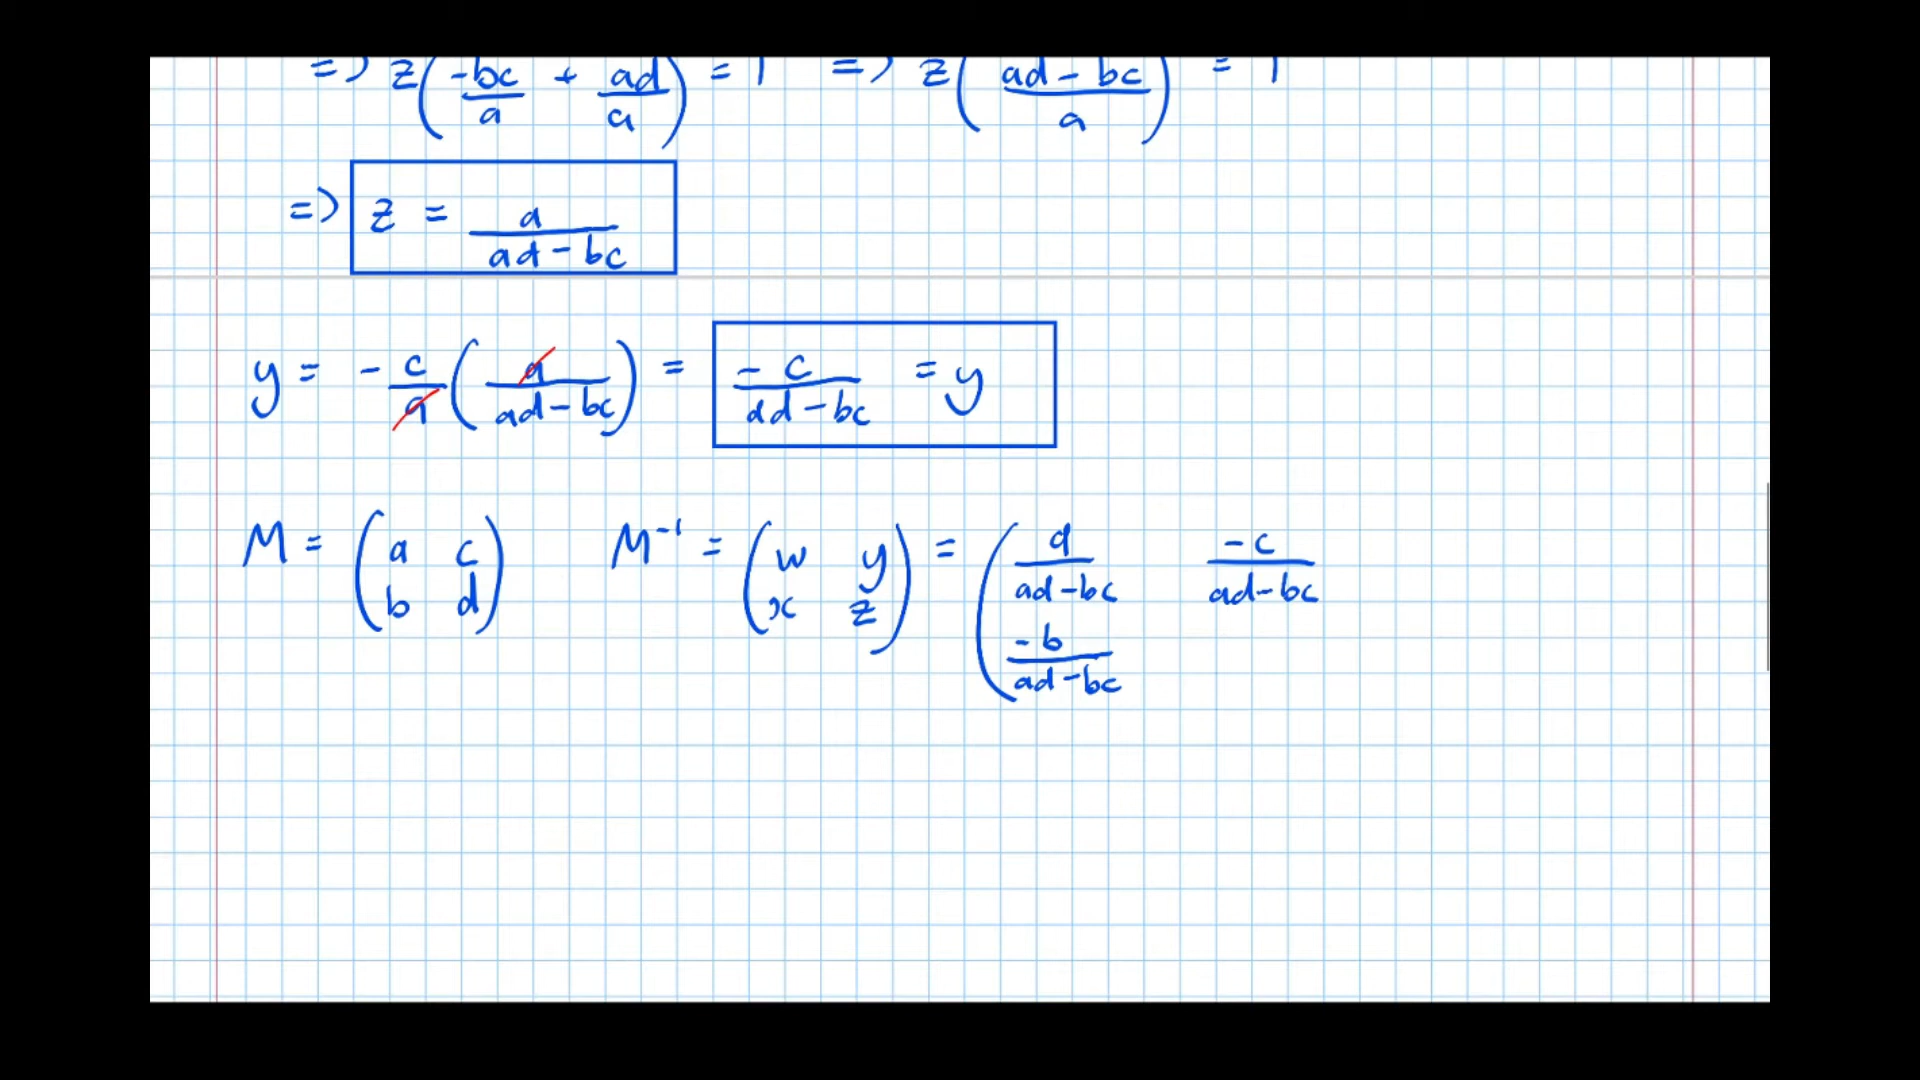 => z(-bc/a + ad/a) = 1 => z((ad - bc)/a) = 1
=> z = a/(ad - bc)
y = -c/a (a/(ad - bc)) = -c/(ad - bc) = y
M = (a c; b d) M⁻¹ = (w y; x z) = (d/(ad - bc) -c/(ad - bc); -b/(ad - bc)